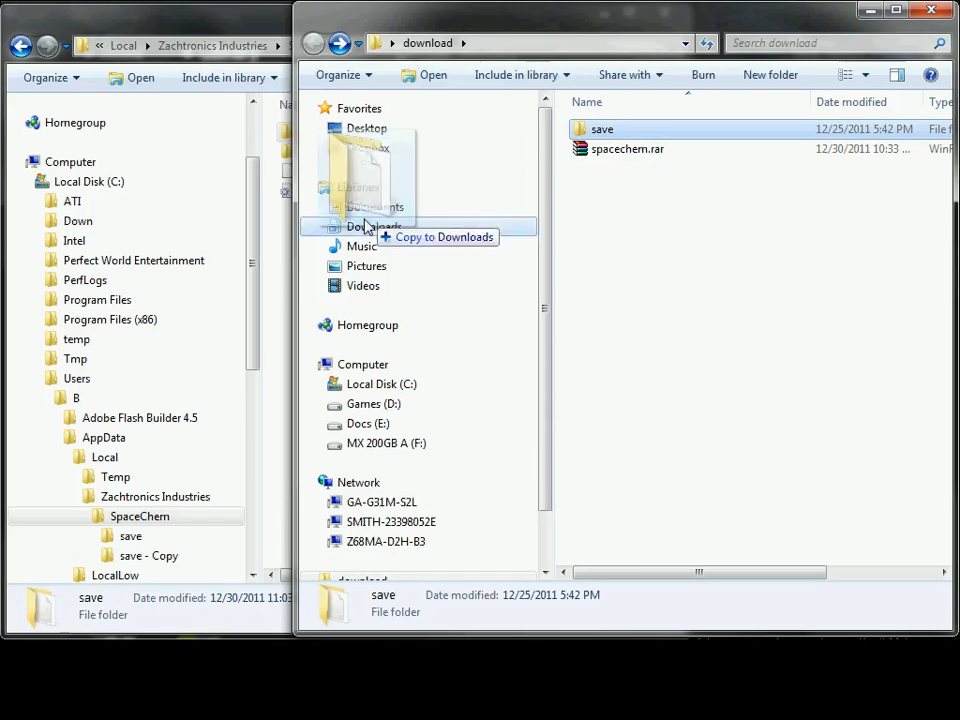 « Local Zachtronics Industries
Organize Open Include in library
Homegroup
Computer
Local Disk (C:)
ATI
Down
Intel
Perfect World Entertainment
PerfLogs
Program Files
Program Files (x86)
temp
Tmp
Users
B
Adobe Flash Builder 4.5
AppData
Local
Temp
Zachtronics Industries
SpaceChem
save
save - Copy
LocalLow
save Date modified: 12/30/2011 11:03
File folder
download
Search download
Organize Open Include in library Share with Burn New folder
Name Date modified Type
save 12/25/2011 5:42 PM File f
spacechem.rar 12/30/2011 10:33 ... WinR
Favorites
Desktop
Libraries
Documents
Downloads
Copy to Downloads
Music
Pictures
Videos
Homegroup
Computer
Local Disk (C:)
Games (D:)
Docs (E:)
MX 200GB A (F:)
Network
GA-G31M-S2L
SMITH-23398052E
Z68MA-D2H-B3
download
save Date modified: 12/25/2011 5:42 PM
File folder